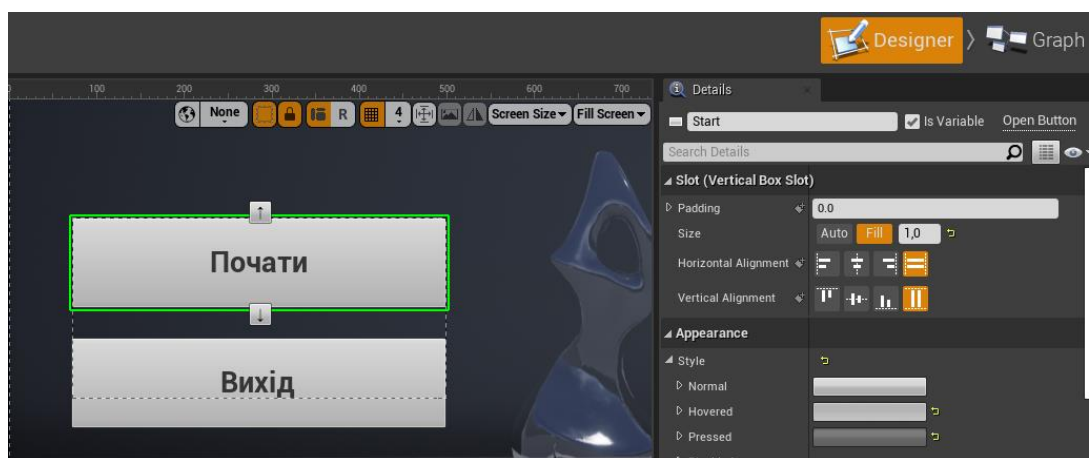 Designer
Graph
100 200 300 400 500 600 700
None R 4 Screen Size Fill Screen
Почати
Вихід
Details
Start Is Variable Open Button
Search Details
Slot (Vertical Box Slot)
Padding 0.0
Size Auto Fill 1,0
Horizontal Alignment
Vertical Alignment
Appearance
Style
Normal
Hovered
Pressed